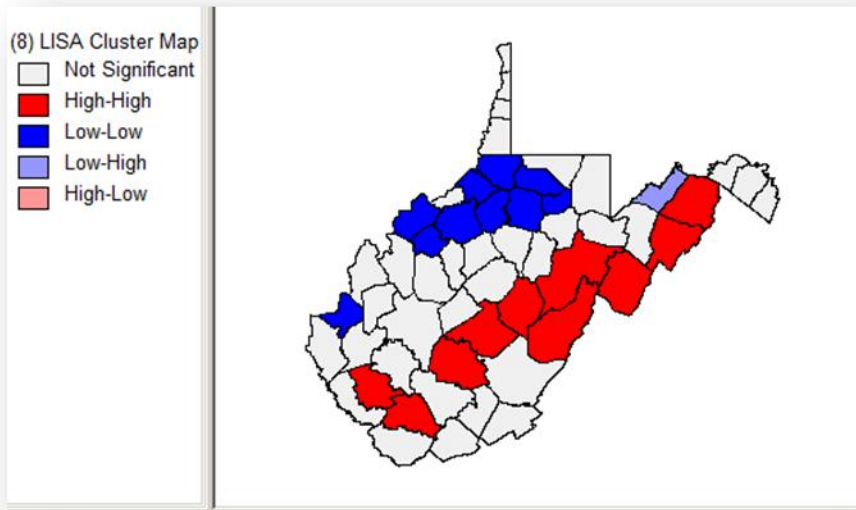 (8) LISA Cluster Map
Not Significant
High-High
Low-Low
Low-High
High-Low